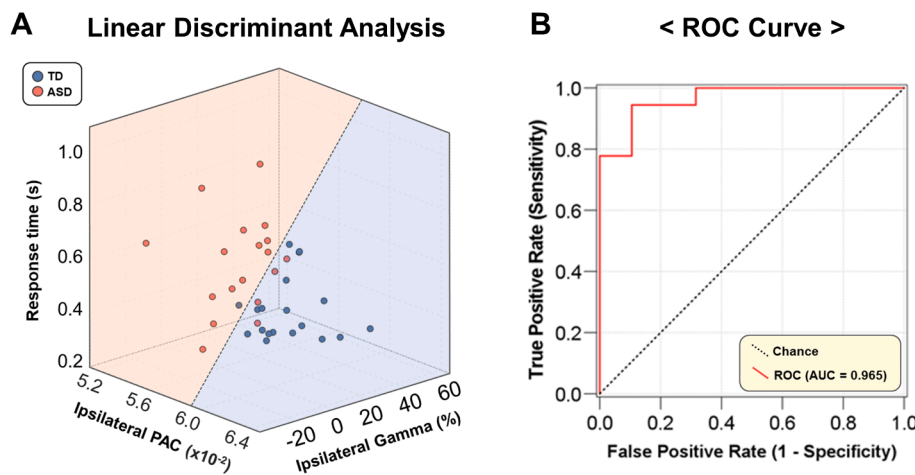 A Linear Discriminant Analysis
TD
ASD
Response time (s)
1.0
0.8
0.6
0.4
0.2
5.2
5.6
6.0
6.4
Ipsilateral PAC (x10-2)
-20
0
20
40
60
Ipsilateral Gamma (%)
B < ROC Curve >
True Positive Rate (Sensitivity)
1.0
0.8
0.6
0.4
0.2
0.0
Chance
ROC (AUC = 0.965)
0.0 0.2 0.4 0.6 0.8 1.0
False Positive Rate (1 - Specificity)